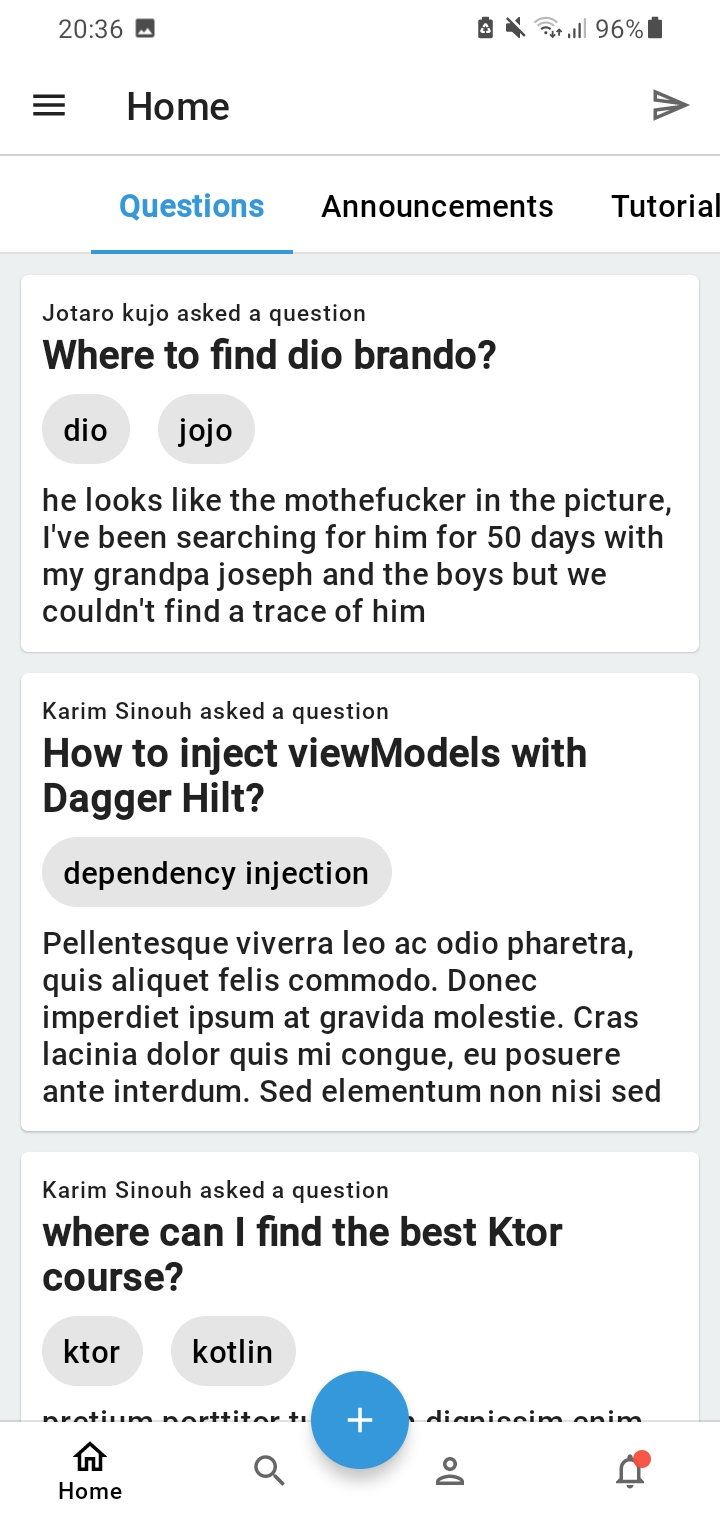 20:36 96%
Home
Questions Announcements Tutorial
Jotaro kujo asked a question
Where to find dio brando?
dio jojo
he looks like the mothefucker in the picture,
I've been searching for him for 50 days with
my grandpa joseph and the boys but we
couldn't find a trace of him
Karim Sinouh asked a question
How to inject viewModels with
Dagger Hilt?
dependency injection
Pellentesque viverra leo ac odio pharetra,
quis aliquet felis commodo. Donec
imperdiet ipsum at gravida molestie. Cras
lacinia dolor quis mi congue, eu posuere
ante interdum. Sed elementum non nisi sed
Karim Sinouh asked a question
where can I find the best Ktor
course?
ktor kotlin
pretium porttitor dignissim enim
Home